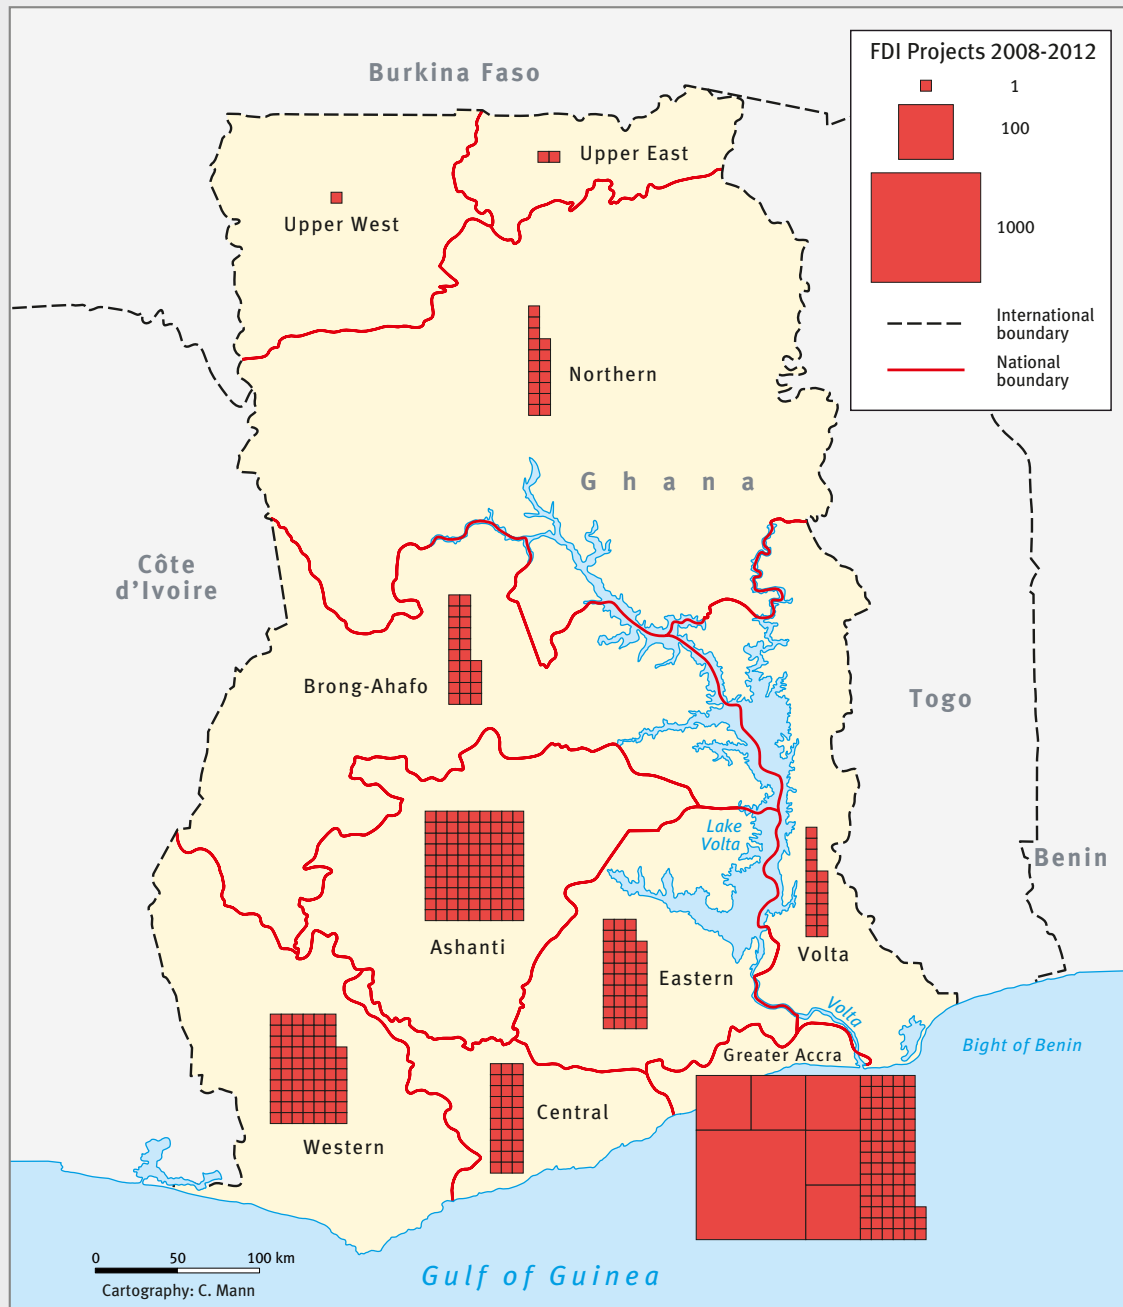 FDI Projects 2008-2012
1
100
1000
International
boundary
National
boundary
Burkina Faso
Upper East
Upper West
Northern
Ghana
Côte
d’Ivoire
Brong-Ahafo
Togo
Lake
Volta
Benin
Ashanti
Volta
Eastern
Volta
Greater Accra
Bight of Benin
Central
Western
0 50 100 km
Cartography: C. Mann
Gulf of Guinea